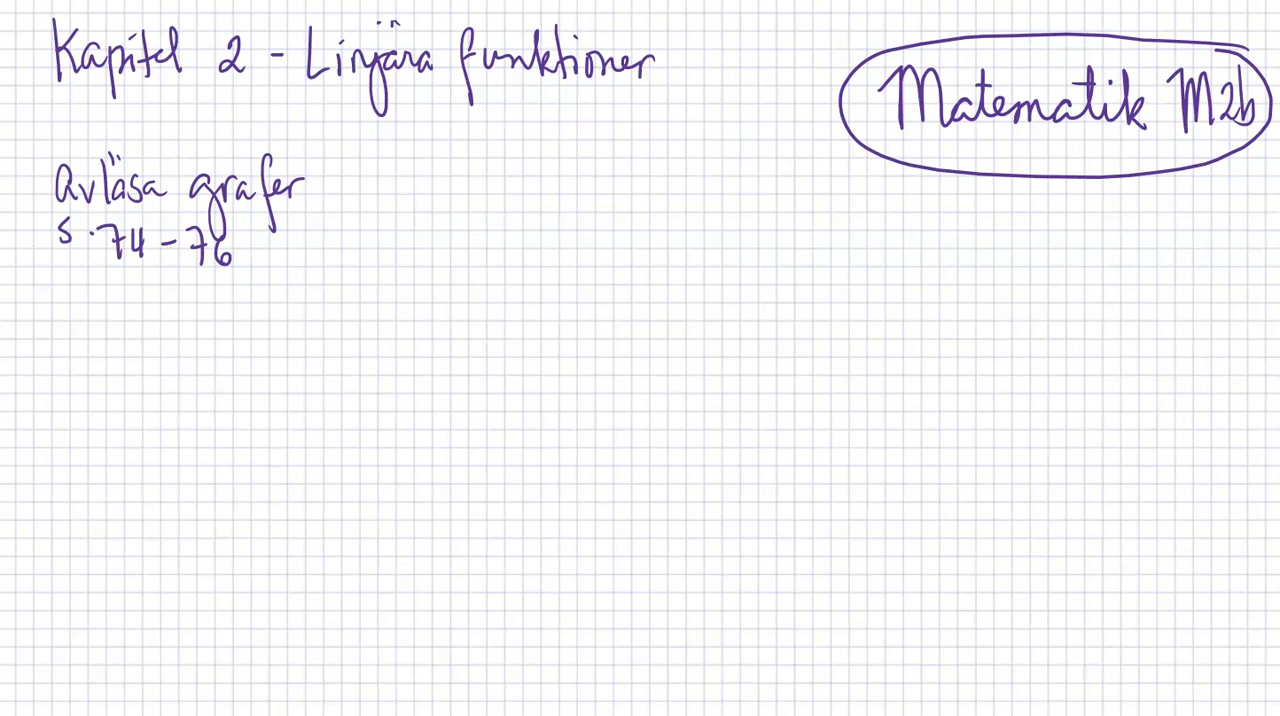 Kapitel 2 - Linjära funktioner
Matematik M2b
Avläsa grafer
s. 74 - 76